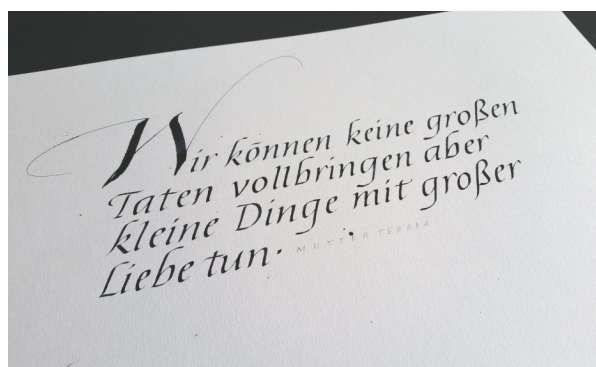 Wir können keine großen
Taten vollbringen aber
kleine Dinge mit großer
Liebe tun. MUTTER TERESA